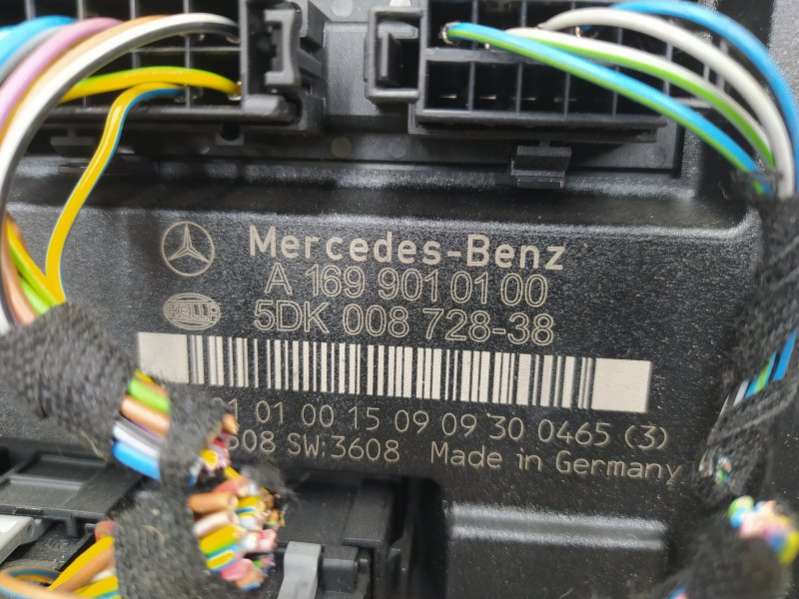 Mercedes-Benz
A 169 901 01 00
HELLA
5DK 008 728-38
01 01 00 15 09 09 30 0465 (3)
SW:3608 Made in Germany